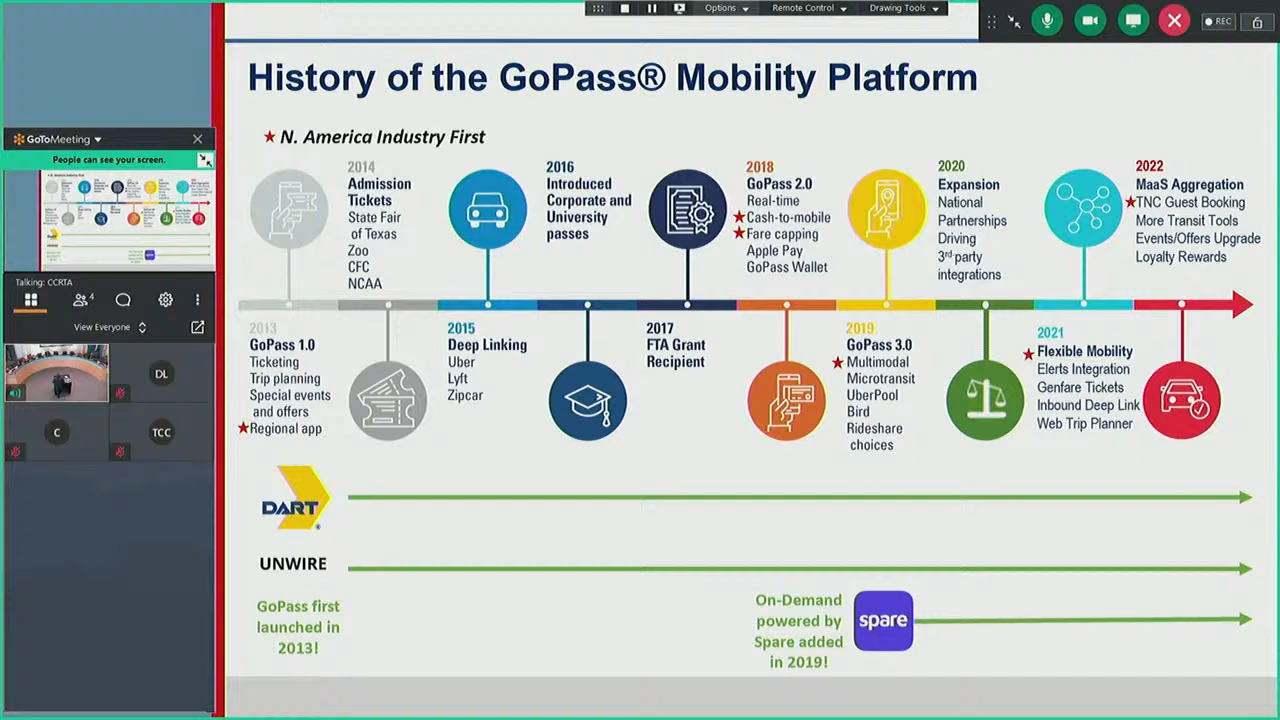 Options
Remote Control
Drawing Tools
REC
History of the GoPass® Mobility Platform
N. America Industry First
GoToMeeting
People can see your screen.
Talking: CCRTA
4
View Everyone
DL
C
TCC
2014
Admission
Tickets
State Fair
of Texas
Zoo
CFC
NCAA
2016
Introduced
Corporate and
University
passes
2018
GoPass 2.0
Real-time
Cash-to-mobile
Fare capping
Apple Pay
GoPass Wallet
2020
Expansion
National
Partnerships
Driving
3rd party
integrations
2022
MaaS Aggregation
TNC Guest Booking
More Transit Tools
Events/Offers Upgrade
Loyalty Rewards
2013
GoPass 1.0
Ticketing
Trip planning
Special events
and offers
Regional app
2015
Deep Linking
Uber
Lyft
Zipcar
2017
FTA Grant
Recipient
2019
GoPass 3.0
Multimodal
Microtransit
UberPool
Bird
Rideshare
choices
2021
Flexible Mobility
Elerts Integration
Genfare Tickets
Inbound Deep Link
Web Trip Planner
DART
UNWIRE
GoPass first
launched in
2013!
On-Demand
powered by
Spare added
in 2019!
spare